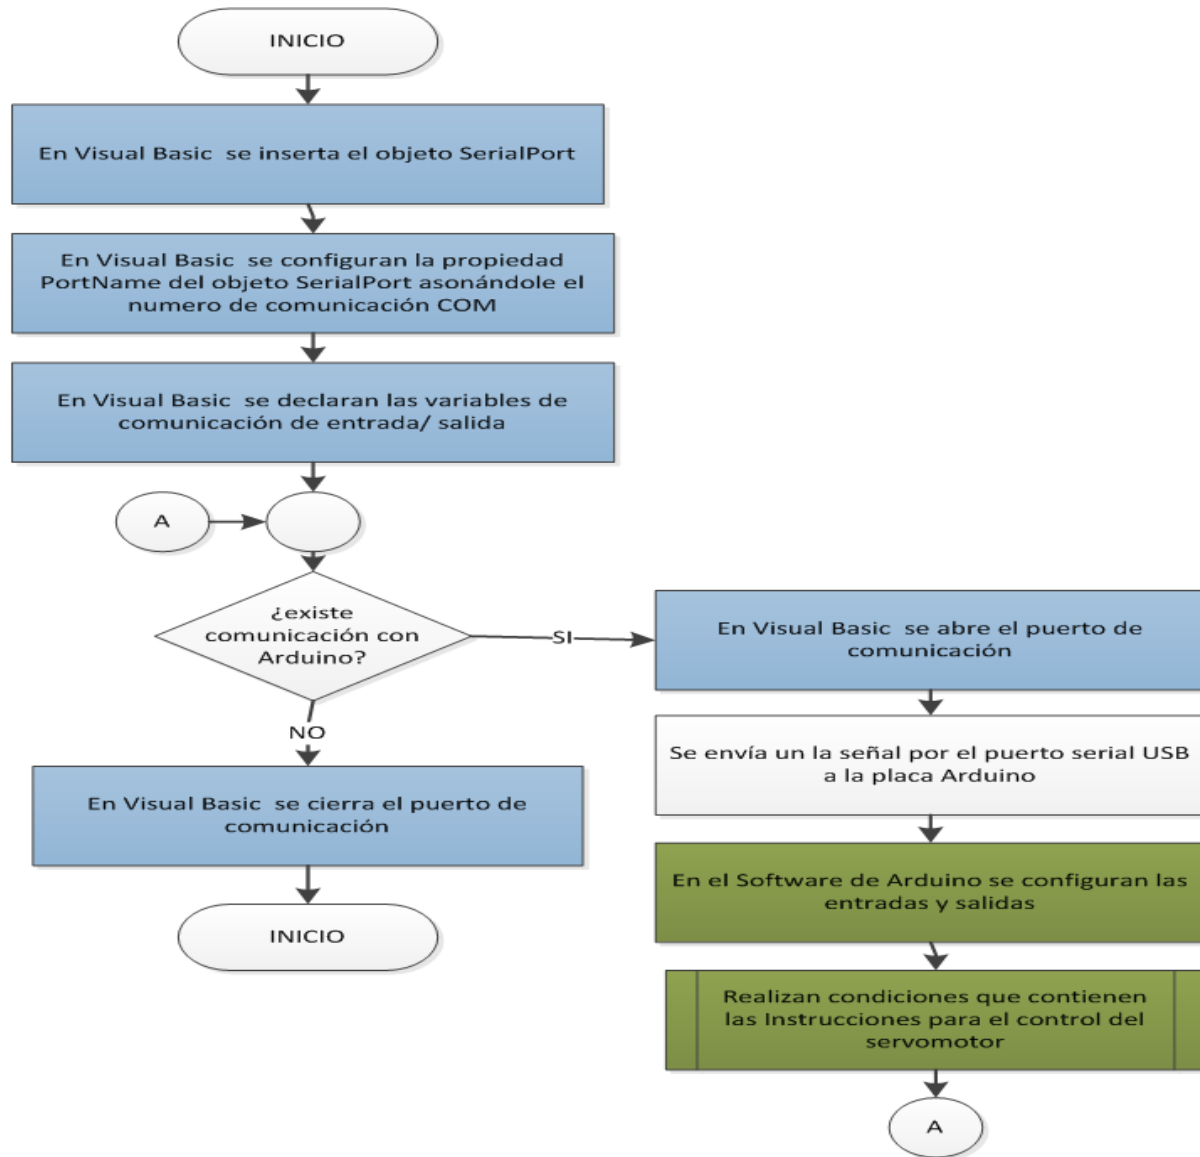 INICIO
En Visual Basic  se inserta el objeto SerialPort
En Visual Basic  se configuran la propiedad
PortName del objeto SerialPort asonándole el
numero de comunicación COM
En Visual Basic  se declaran las variables de
comunicación de entrada/ salida
A
¿existe
comunicación con
Arduino?
SI
NO
En Visual Basic  se cierra el puerto de
comunicación
INICIO
En Visual Basic  se abre el puerto de
comunicación
Se envía un la señal por el puerto serial USB
a la placa Arduino
En el Software de Arduino se configuran las
entradas y salidas
Realizan condiciones que contienen
las Instrucciones para el control del
servomotor
A